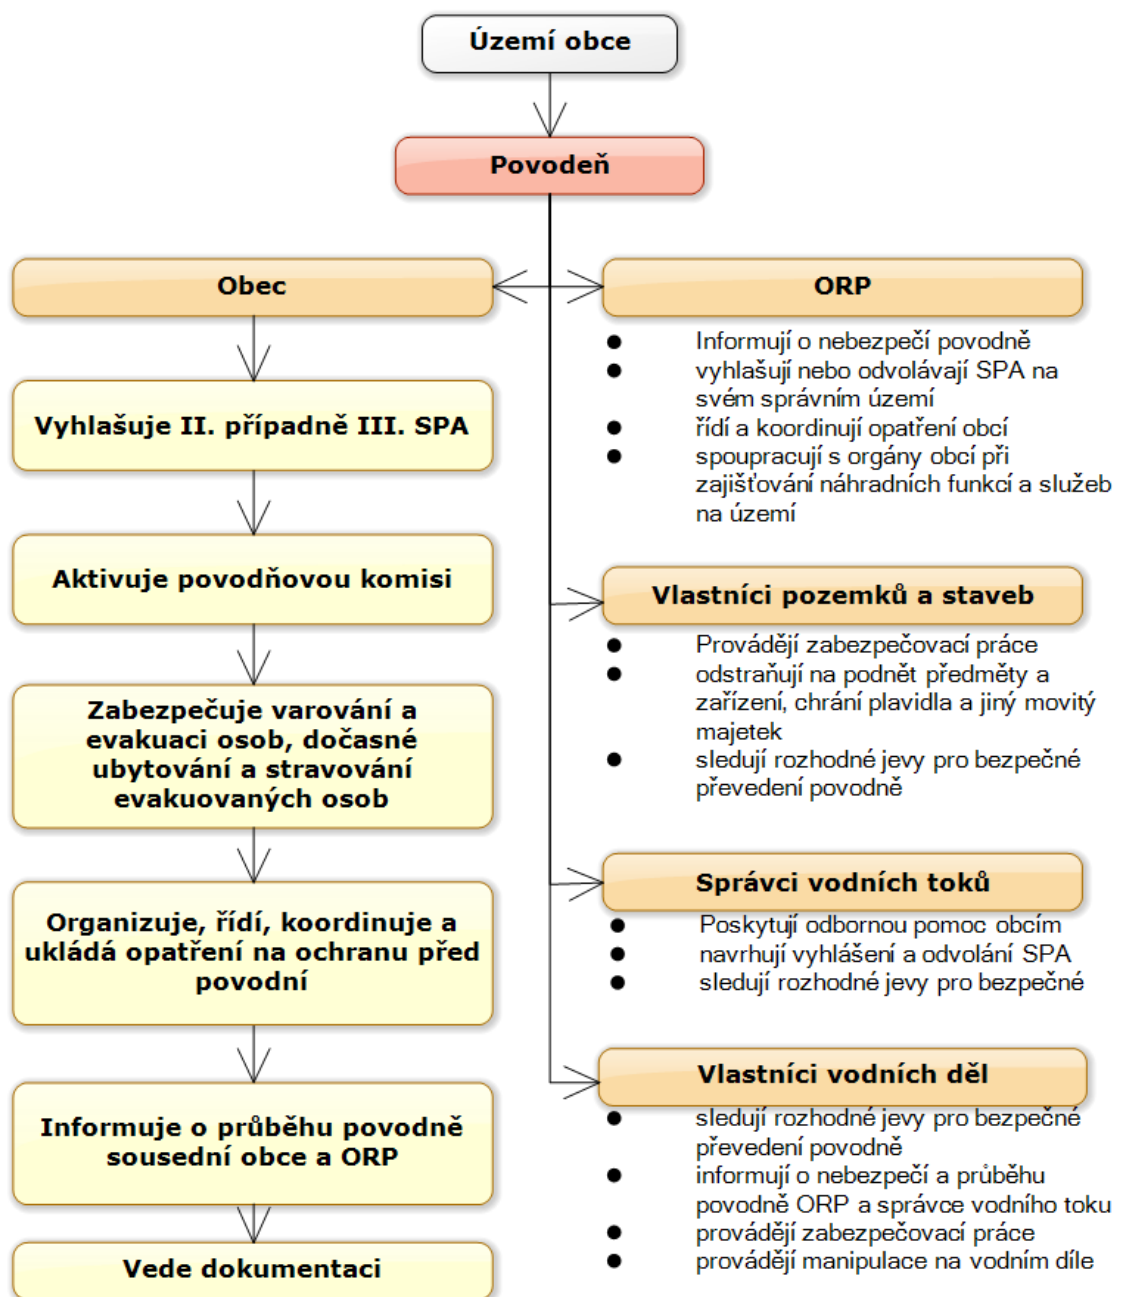 Území obce
Povodeň
Obec
Vyhlašuje II. případně III. SPA
Aktivuje povodňovou komisi
Zabezpečuje varování a
evakuaci osob, dočasné
ubytování a stravování
evakuovaných osob
Organizuje, řídí, koordinuje a
ukládá opatření na ochranu před
povodní
Informuje o průběhu povodně
sousední obce a ORP
Vede dokumentaci
ORP
● Informují o nebezpečí povodně
● vyhlašují nebo odvolávají SPA na
svém správním území
● řídí a koordinují opatření obcí
● spoupracují s orgány obcí při
zajišťování náhradních funkcí a služeb
na území
Vlastníci pozemků a staveb
● Provádějí zabezpečovací práce
● odstraňují na podnět předměty a
zařízení, chrání plavidla a jiný movitý
majetek
● sledují rozhodné jevy pro bezpečné
převedení povodně
Správci vodních toků
● Poskytují odbornou pomoc obcím
● navrhují vyhlášení a odvolání SPA
● sledují rozhodné jevy pro bezpečné
Vlastníci vodních děl
● sledují rozhodné jevy pro bezpečné
převedení povodně
● informují o nebezpečí a průběhu
povodně ORP a správce vodního toku
● provádějí zabezpečovací práce
● provádějí manipulace na vodním díle